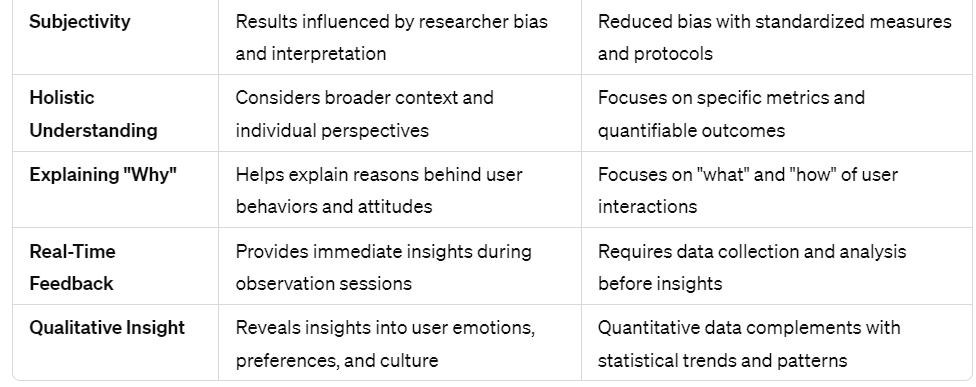 Subjectivity
Results influenced by researcher bias
and interpretation
Reduced bias with standardized measures
and protocols
Holistic
Understanding
Considers broader context and
individual perspectives
Focuses on specific metrics and
quantifiable outcomes
Explaining "Why"
Helps explain reasons behind user
behaviors and attitudes
Focuses on "what" and "how" of user
interactions
Real-Time
Feedback
Provides immediate insights during
observation sessions
Requires data collection and analysis
before insights
Qualitative Insight
Reveals insights into user emotions,
preferences, and culture
Quantitative data complements with
statistical trends and patterns